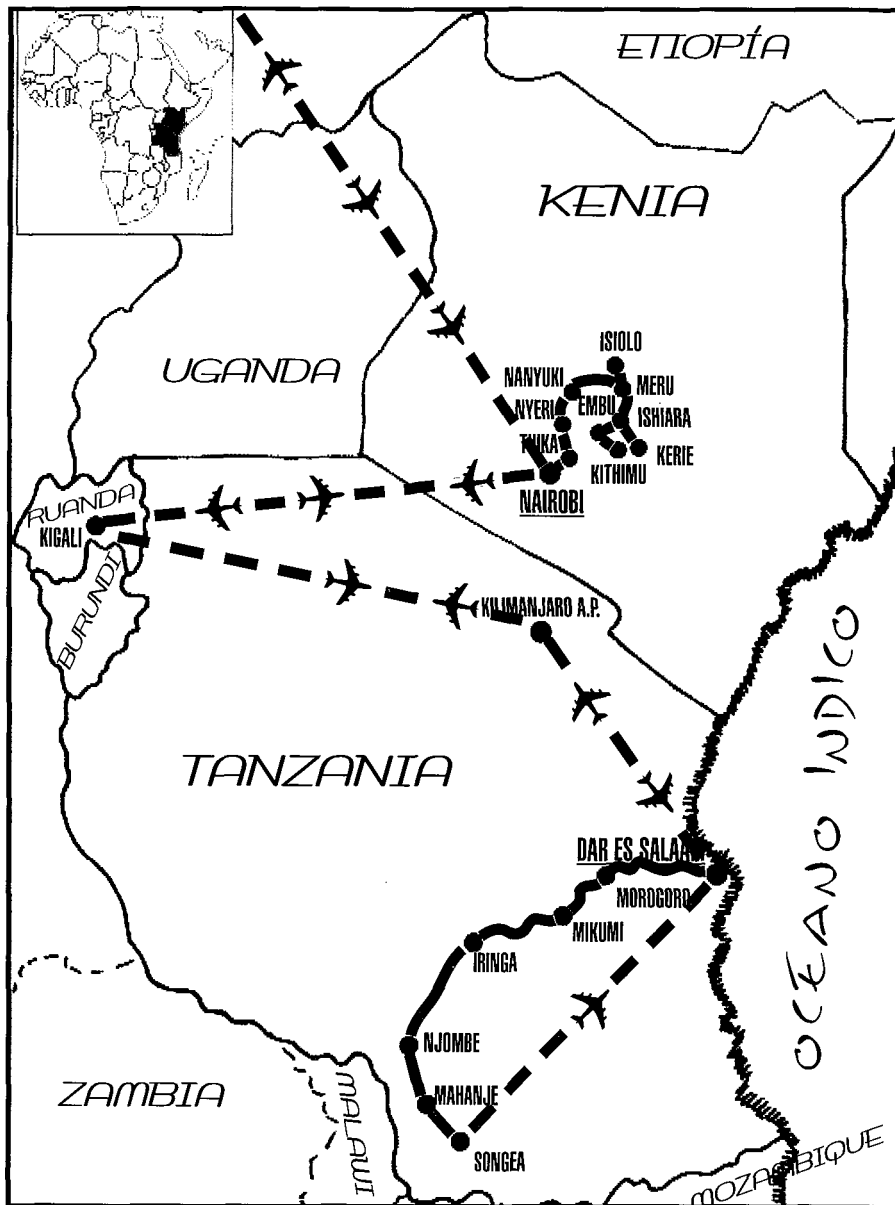 ETIOPÍA
KENIA
UGANDA
ISIOLO
NANYUKI
MERU
NYERI
EMBU
ISHIARA
THIKA
KERIE
KITHIMU
NAIROBI
RUANDA
KIGALI
BURUNDI
KILIMANJARO A.P.
OCÉANO INDICO
TANZANIA
DAR ES SALAAM
MOROGORO
MIKUMI
IRINGA
NJOMBE
MAHANJE
SONGEA
ZAMBIA
MALAWI
MOZAMBIQUE